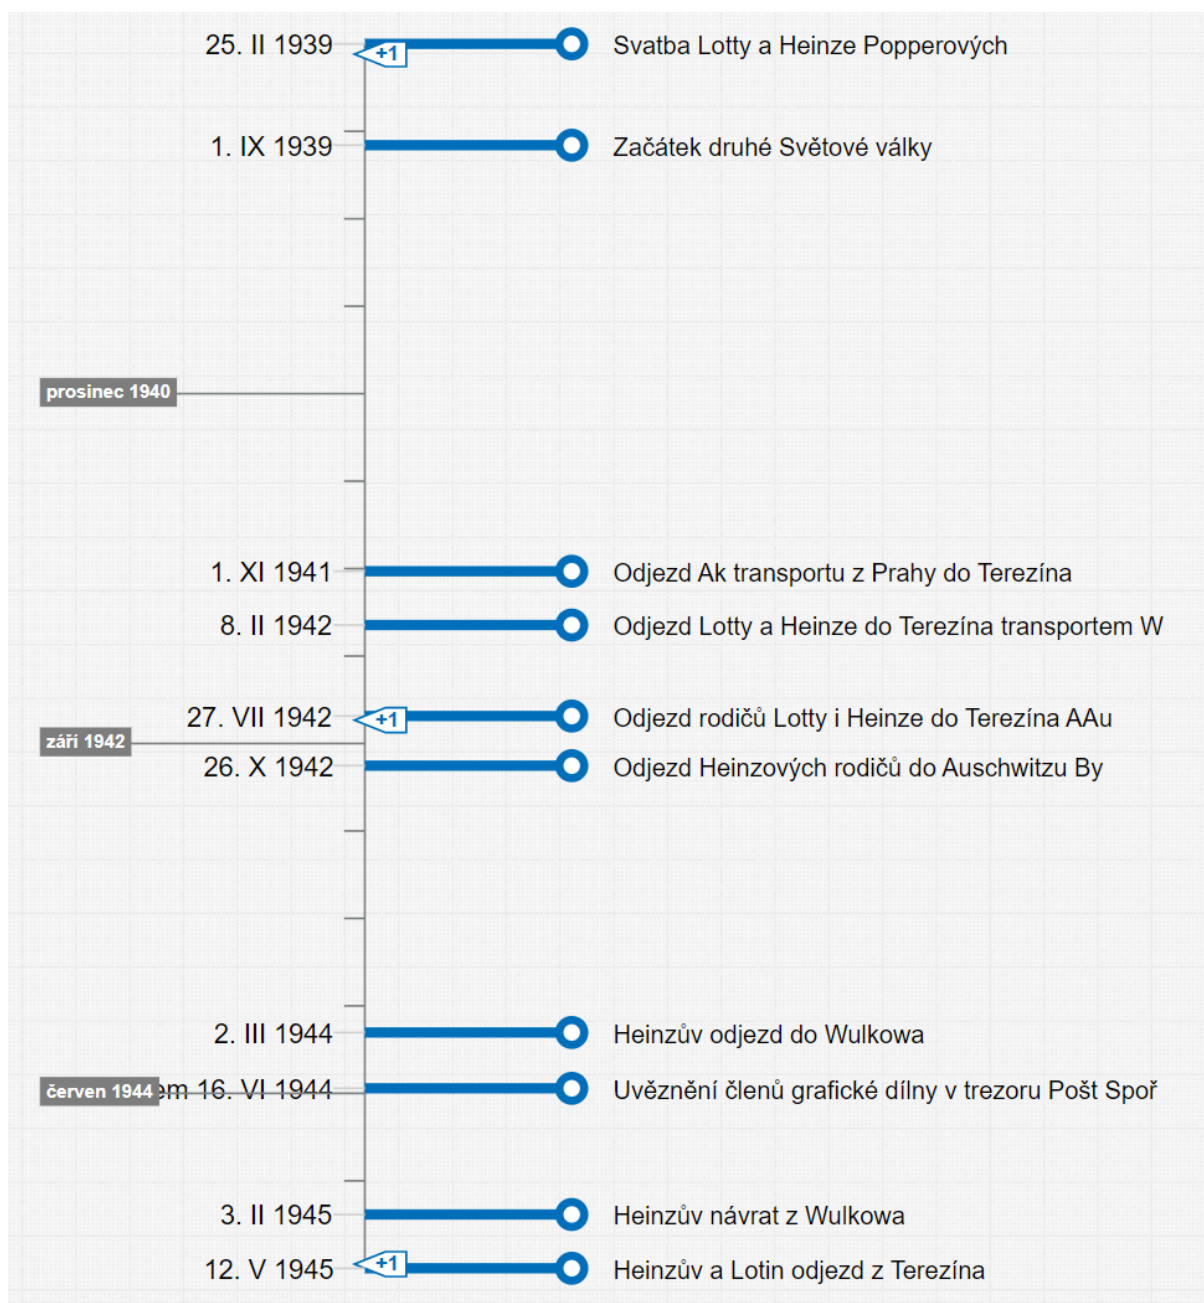 25. II 1939 +1 Svatba Lotty a Heinze Popperových
1. IX 1939 Začátek druhé Světové války
prosinec 1940
1. XI 1941 Odjezd Ak transportu z Prahy do Terezína
8. II 1942 Odjezd Lotty a Heinze do Terezína transportem W
27. VII 1942 +1 Odjezd rodičů Lotty i Heinze do Terezína AAu
září 1942
26. X 1942 Odjezd Heinzových rodičů do Auschwitzu By
2. III 1944 Heinzův odjezd do Wulkowa
červen 1944 em 16. VI 1944 Uvěznění členů grafické dílny v trezoru Pošt Spoř
3. II 1945 Heinzův návrat z Wulkowa
12. V 1945 +1 Heinzův a Lotin odjezd z Terezína